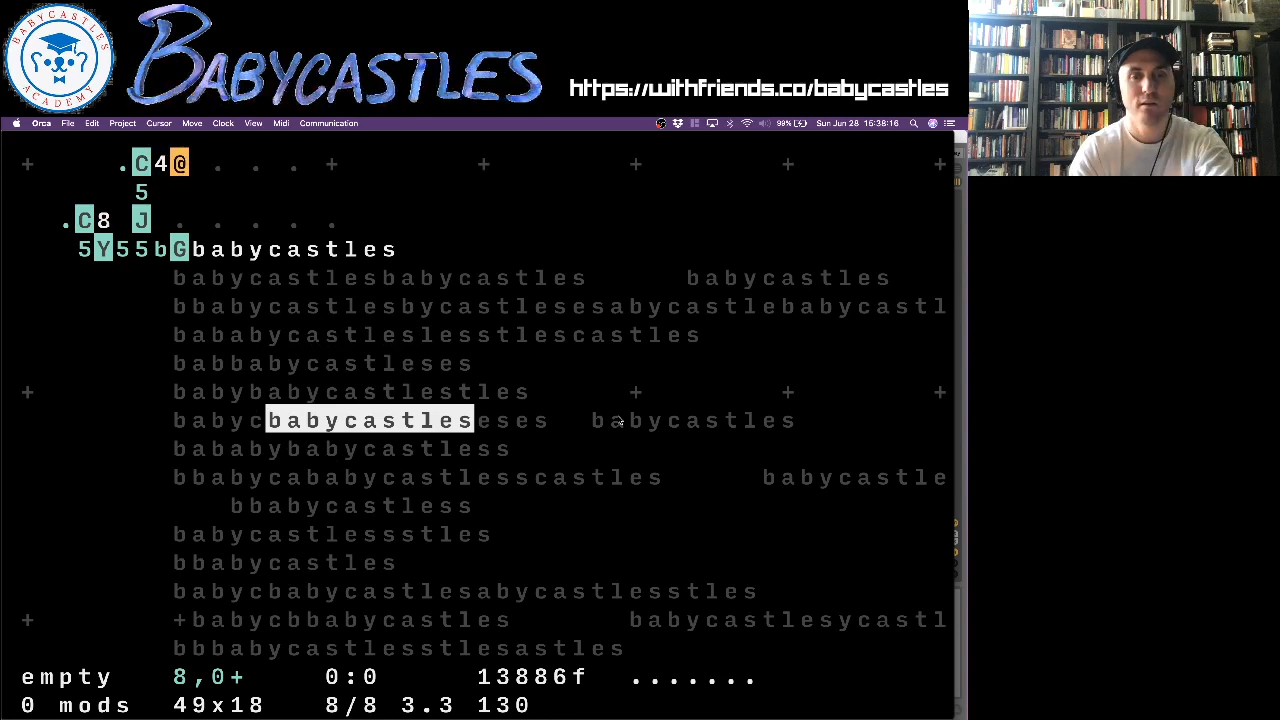 BABYCASTLES
ACADEMY
BABYCASTLES
https://withfriends.co/babycastles
Orca File Edit Project Cursor Move Clock View Midi Communication 99% Sun Jun 28 15:38:16
+ .C4@ . . . + + + + +
5
.C8 J . . . . .
5Y55bGbabycastles
babycastlesbabycastles babycastles
bbabycastlesbycastlesesabycastlebabycastl
bababycastleslesstlescastles
babbabycastleses
+ babybabycastlestles + + +
babycbabycastleseses babycastles
bababybabycastless
bbabycababycastlesscastles babycastle
bbabycastless
babycastlessstles
bbabycastles
babycbabycastlesabycastlesstles
+ +babycbbabycastles babycastlesycastl
bbbabycastlesstlesastles
empty 8,0+ 0:0 13886f .......
0 mods 49x18 8/8 3.3 130